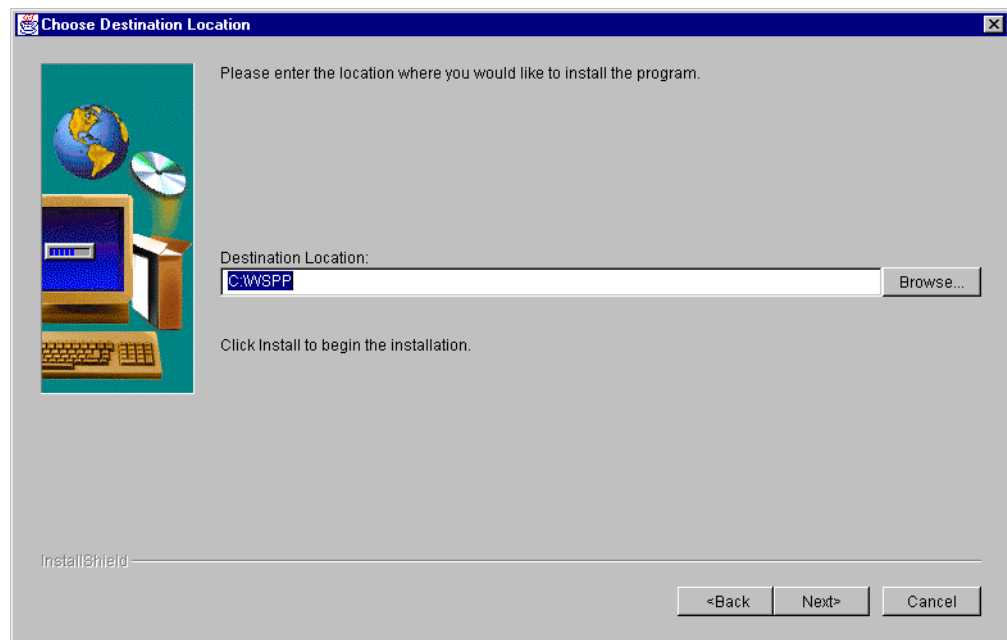 Choose Destination Location
Please enter the location where you would like to install the program.
Destination Location:
C:\WSPP
Browse...
Click Install to begin the installation.
InstallShield
<Back
Next>
Cancel